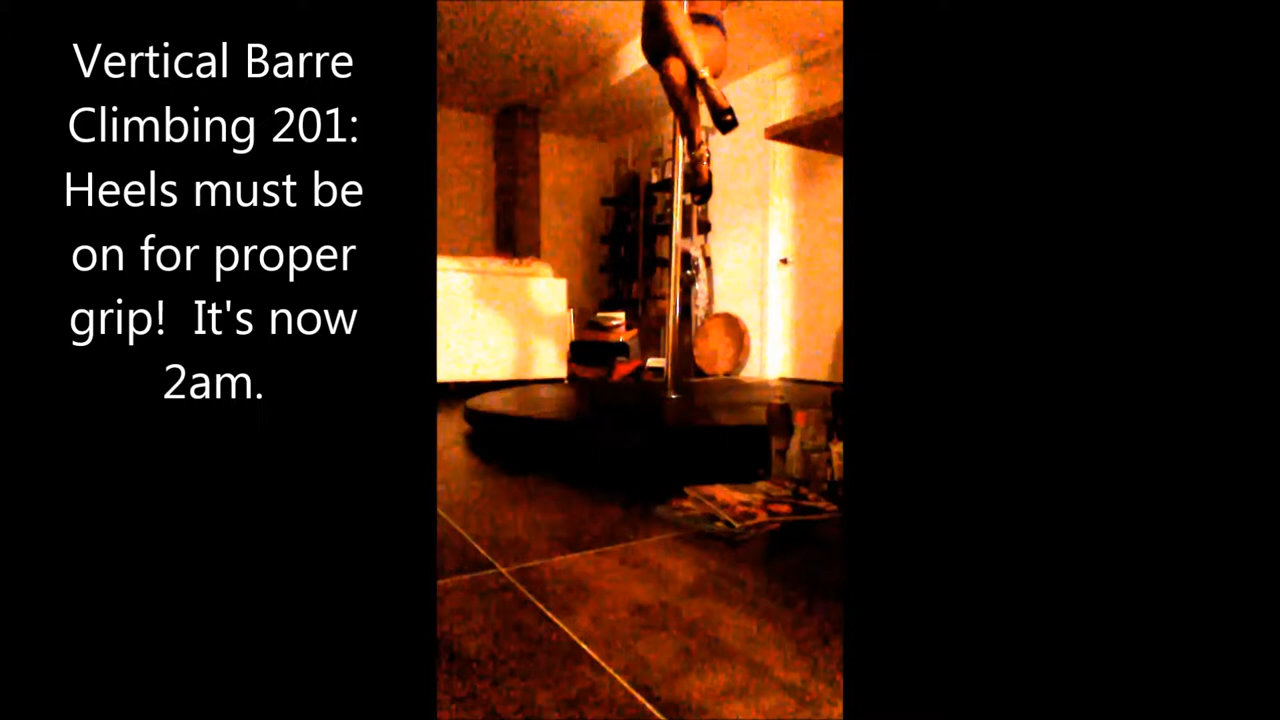 Vertical Barre
Climbing 201:
Heels must be
on for proper
grip!  It's now
2am.